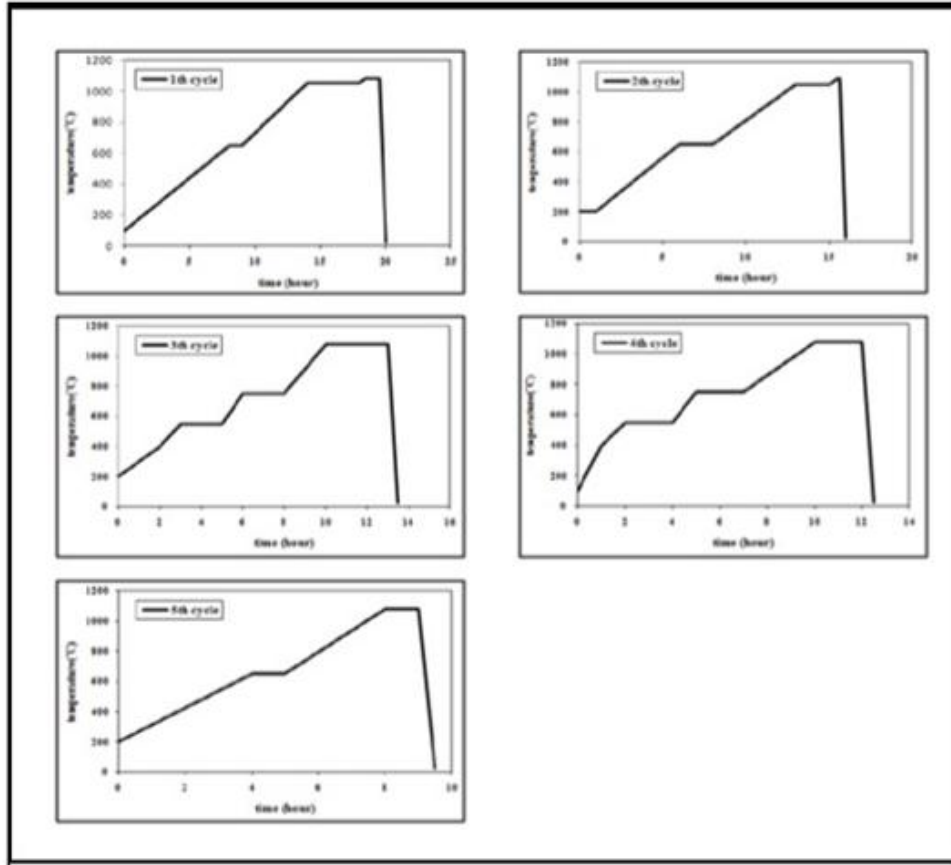 1200
1000
800
600
400
200
0
temperature(°C)
1th cycle
0 5 10 15 20 25
time (hour)
1200
1000
800
600
400
200
0
temperature(°C)
2th cycle
0 5 10 15 20
time (hour)
1200
1000
800
600
400
200
0
temperature(°C)
3th cycle
0 2 4 6 8 10 12 14 16
time (hour)
1200
1000
800
600
400
200
0
temperature(°C)
4th cycle
0 2 4 6 8 10 12 14
time (hour)
1200
1000
800
600
400
200
0
temperature(°C)
5th cycle
0 2 4 6 8 10
time (hour)